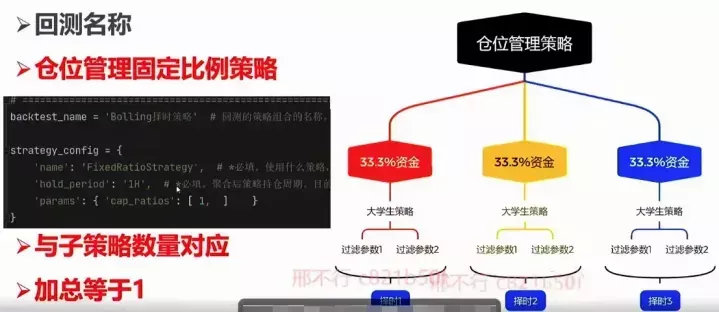 回测名称
仓位管理固定比例策略
# ==========================================
backtest_name = 'Bolling择时策略'  # 回测的策略组合的名称。
strategy_config = {
'name': 'FixedRatioStrategy',  # *必填。使用什么策略，
'hold_period': '1H',  # *必填。聚合后策略持仓周期。目前
'params': { 'cap_ratios': [ 1,  ]    }
}
与子策略数量对应
加总等于1
仓位管理策略
33.3%资金 33.3%资金 33.3%资金
大学生策略 大学生策略 大学生策略
过滤参数1 过滤参数2 过滤参数1 过滤参数2 过滤参数1 过滤参数2
择时1 择时2 择时3
邢不行 c821b50f
邢不行 c821b50f